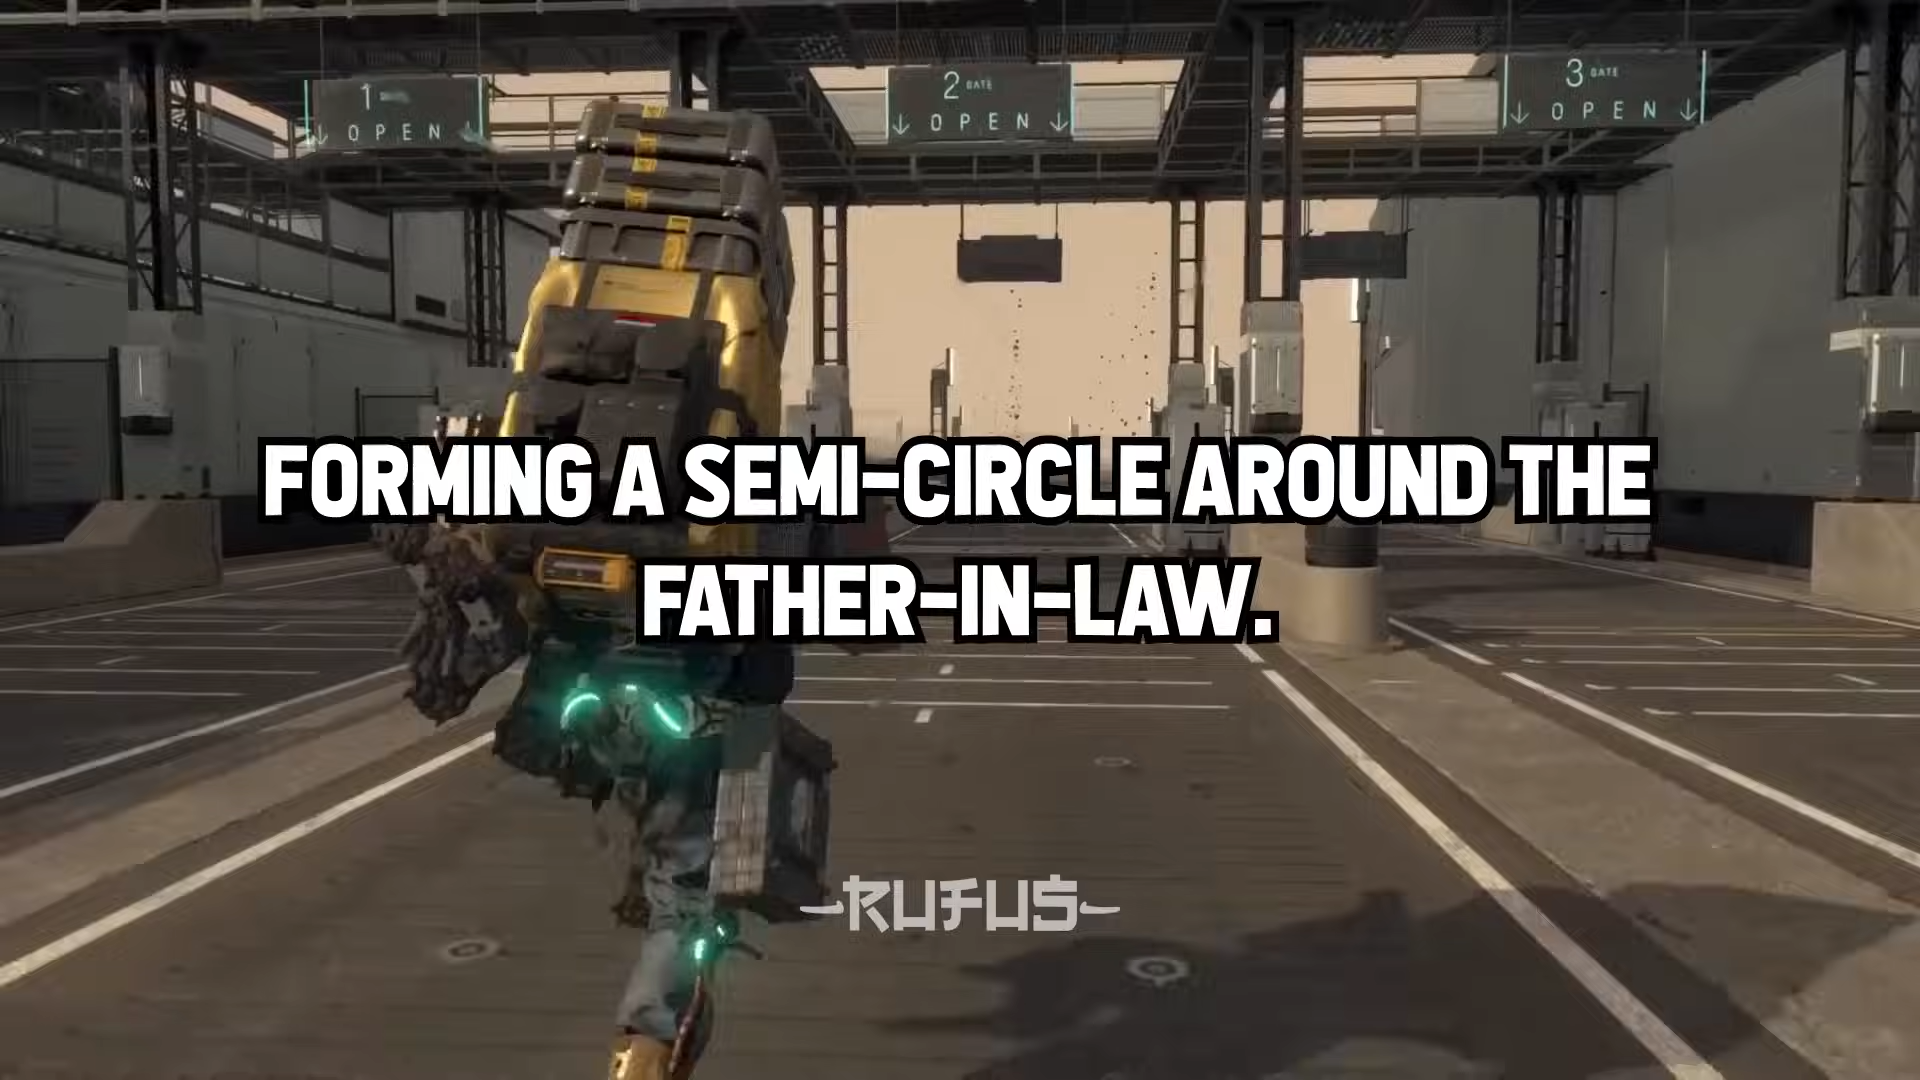 1
OPEN
2 GATE
OPEN
3 GATE
OPEN
FORMING A SEMI-CIRCLE AROUND THE
FATHER-IN-LAW.
-RUFUS-